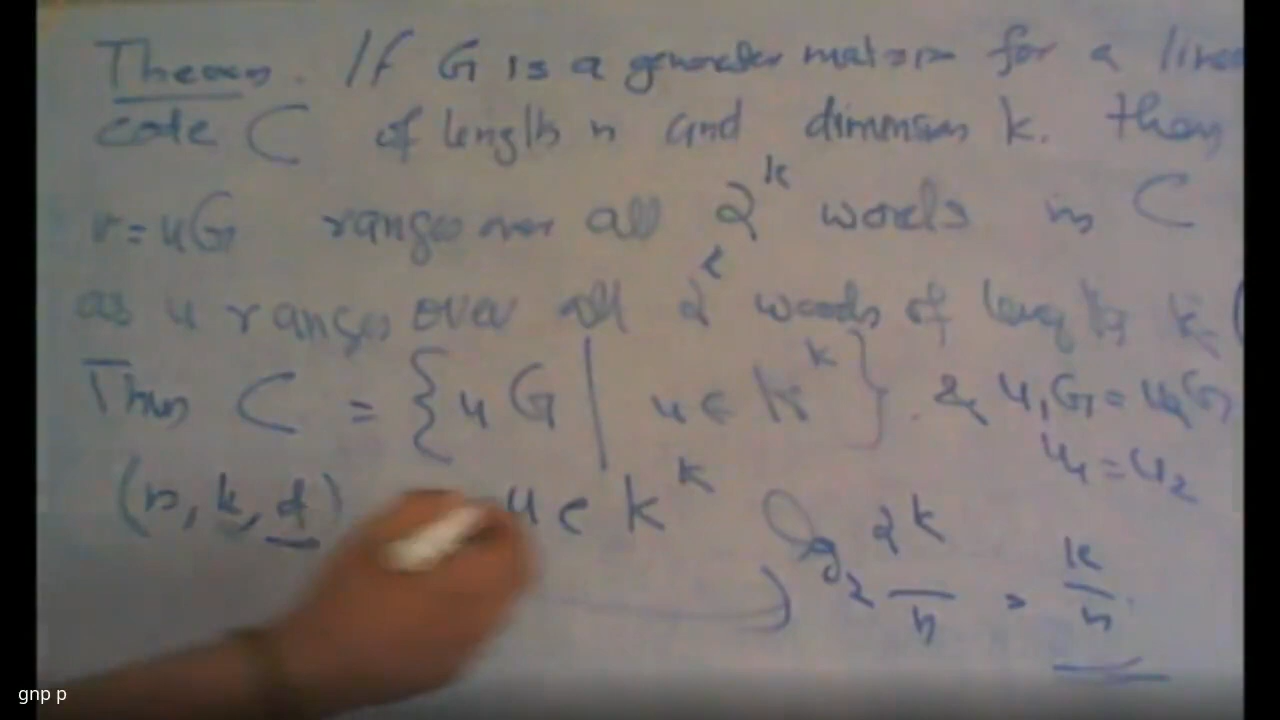 Theorem. If G is a generator matrix for a line
code C of length n and dimension k. then
v = uG ranges over all 2^k words in C
as u ranges over all 2^k words of length k
Thus C = {uG | u ∈ K^k}. & u₁G = u₂G
u₁ = u₂
(n, k, d) u ∈ k^k log₂ 2^k / n = k/n
gnp p